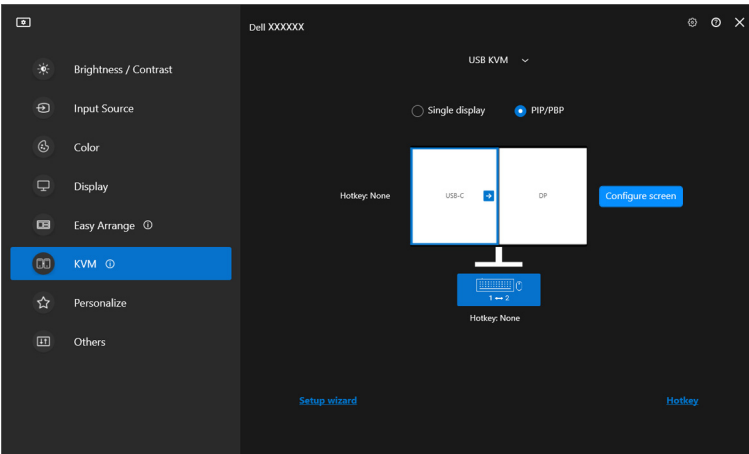 Dell XXXXXX
Brightness / Contrast
Input Source
Color
Display
Easy Arrange
KVM
Personalize
Others
USB KVM
Single display
PIP/PBP
Hotkey: None
USB-C
DP
Configure screen
1 ↔ 2
Hotkey: None
Setup wizard
Hotkey